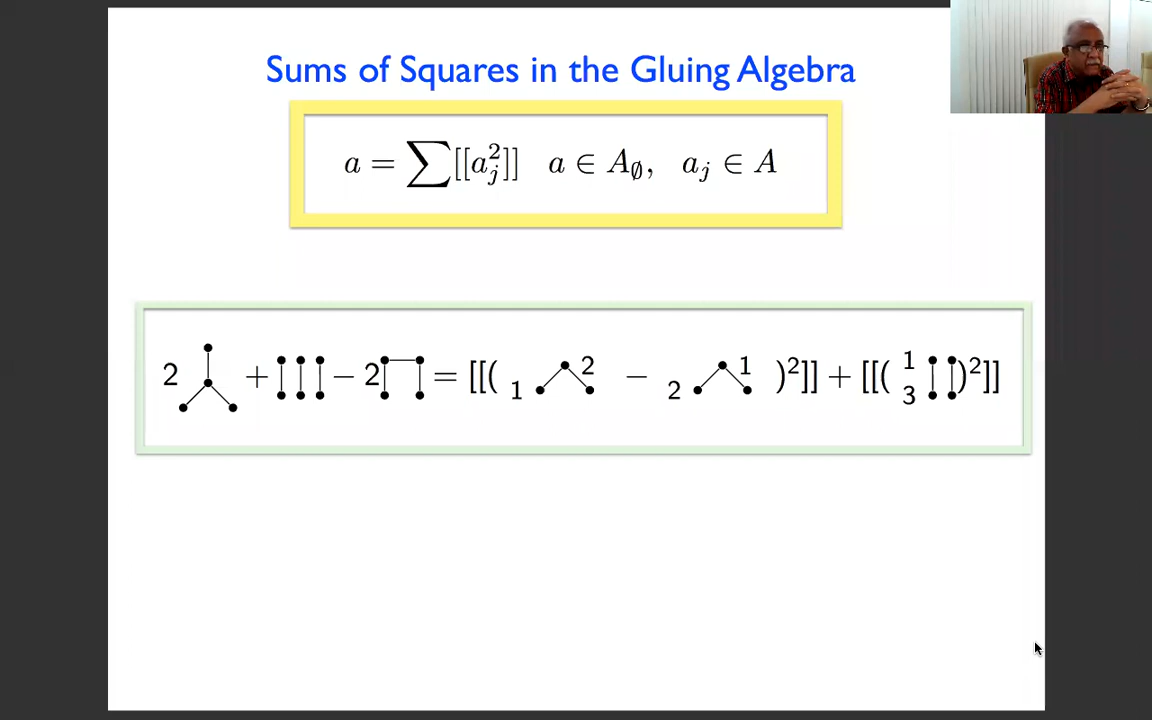 Sums of Squares in the Gluing Algebra
a = ∑[[a_j^2]] a ∈ A_∅, a_j ∈ A
2 + − 2 = [[( 1 2 − 2 1 )²]] + [[( 1 3 )²]]